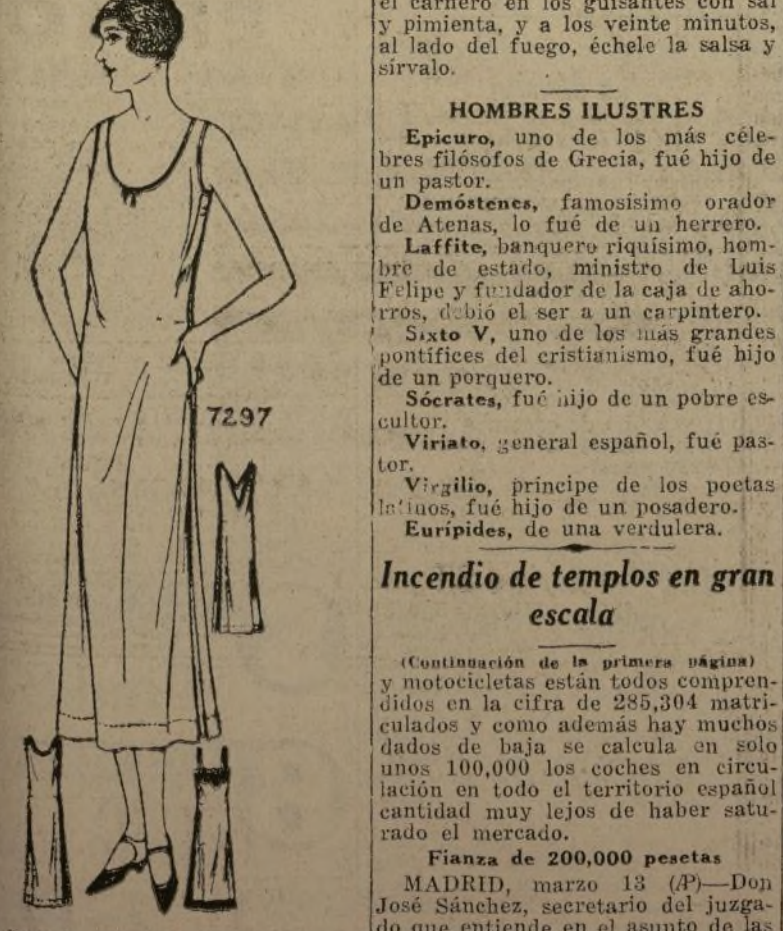 7297
el carnero en los guisantes con sal
y pimienta, y a los veinte minutos,
al lado del fuego, échele la salsa y
sírvalo.
HOMBRES ILUSTRES
Epicuro, uno de los más céle-
bres filósofos de Grecia, fué hijo de
un pastor.
Demóstenes, famosísimo orador
de Atenas, lo fué de un herrero.
Laffite, banquero riquísimo, hom-
bre de estado, ministro de Luis
Felipe y fundador de la caja de aho-
rros, debió el ser a un carpintero.
Sixto V, uno de los más grandes
pontífices del cristianismo, fué hijo
de un porquero.
Sócrates, fué hijo de un pobre es-
cultor.
Viriato, general español, fué pas-
tor.
Virgilio, príncipe de los poetas
latinos, fué hijo de un posadero.
Eurípides, de una verdulera.
Incendio de templos en gran
escala
(Continuación de la primera página)
y motocicletas están todos compren-
didos en la cifra de 285,304 matri-
culados y como además hay muchos
dados de baja se calcula en solo
unos 100,000 los coches en circu-
lación en todo el territorio español
cantidad muy lejos de haber satu-
rado el mercado.
Fianza de 200,000 pesetas
MADRID, marzo 13 (AP)—Don
José Sánchez, secretario del juzga-
do que entiende en el asunto de las